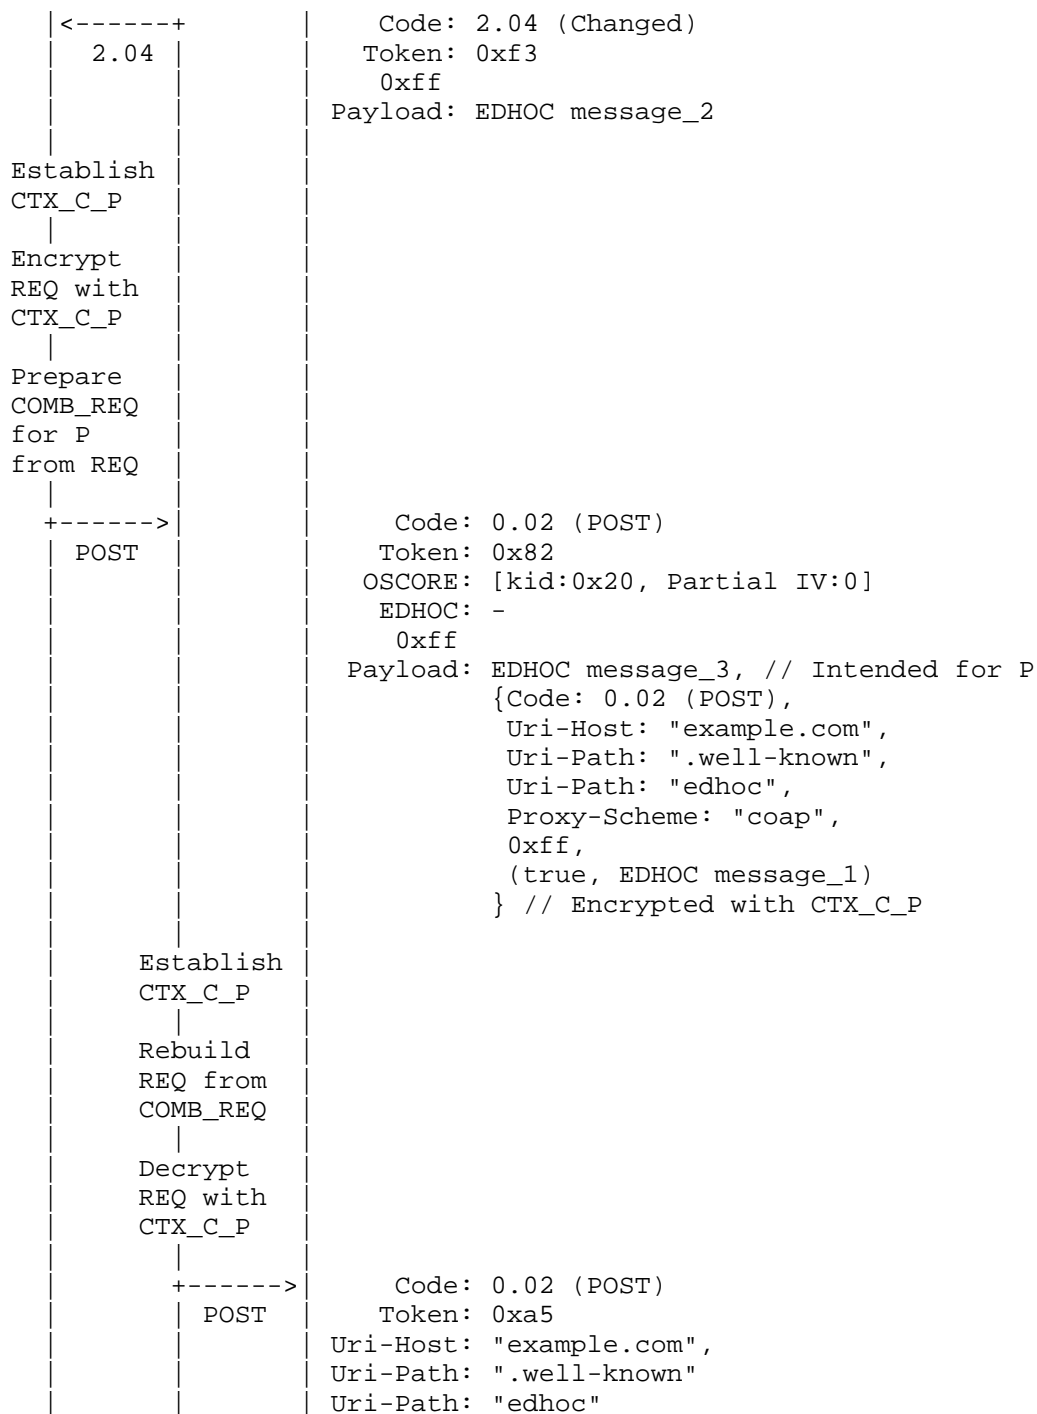 |<------+       |    Code: 2.04 (Changed)
   |  2.04 |       |   Token: 0xf3
   |       |       |    0xff
   |       |       | Payload: EDHOC message_2
   |       |       |
Establish  |       |
CTX_C_P    |       |
   |       |       |
Encrypt    |       |
REQ with   |       |
CTX_C_P    |       |
   |       |       |
Prepare    |       |
COMB_REQ   |       |
for P      |       |
from REQ   |       |
   |       |       |
   +------>|       |     Code: 0.02 (POST)
   | POST  |       |    Token: 0x82
   |       |       |   OSCORE: [kid:0x20, Partial IV:0]
   |       |       |    EDHOC: -
   |       |       |     0xff
   |       |       |  Payload: EDHOC message_3, // Intended for P
   |       |       |           {Code: 0.02 (POST),
   |       |       |            Uri-Host: "example.com",
   |       |       |            Uri-Path: ".well-known",
   |       |       |            Uri-Path: "edhoc",
   |       |       |            Proxy-Scheme: "coap",
   |       |       |            0xff,
   |       |       |            (true, EDHOC message_1)
   |       |       |           } // Encrypted with CTX_C_P
   |       |       |
   |    Establish  |
   |    CTX_C_P    |
   |       |       |
   |    Rebuild    |
   |    REQ from   |
   |    COMB_REQ   |
   |       |       |
   |    Decrypt    |
   |    REQ with   |
   |    CTX_C_P    |
   |       |       |
   |       +------>|     Code: 0.02 (POST)
   |       | POST  |    Token: 0xa5
   |       |       | Uri-Host: "example.com",
   |       |       | Uri-Path: ".well-known"
   |       |       | Uri-Path: "edhoc"